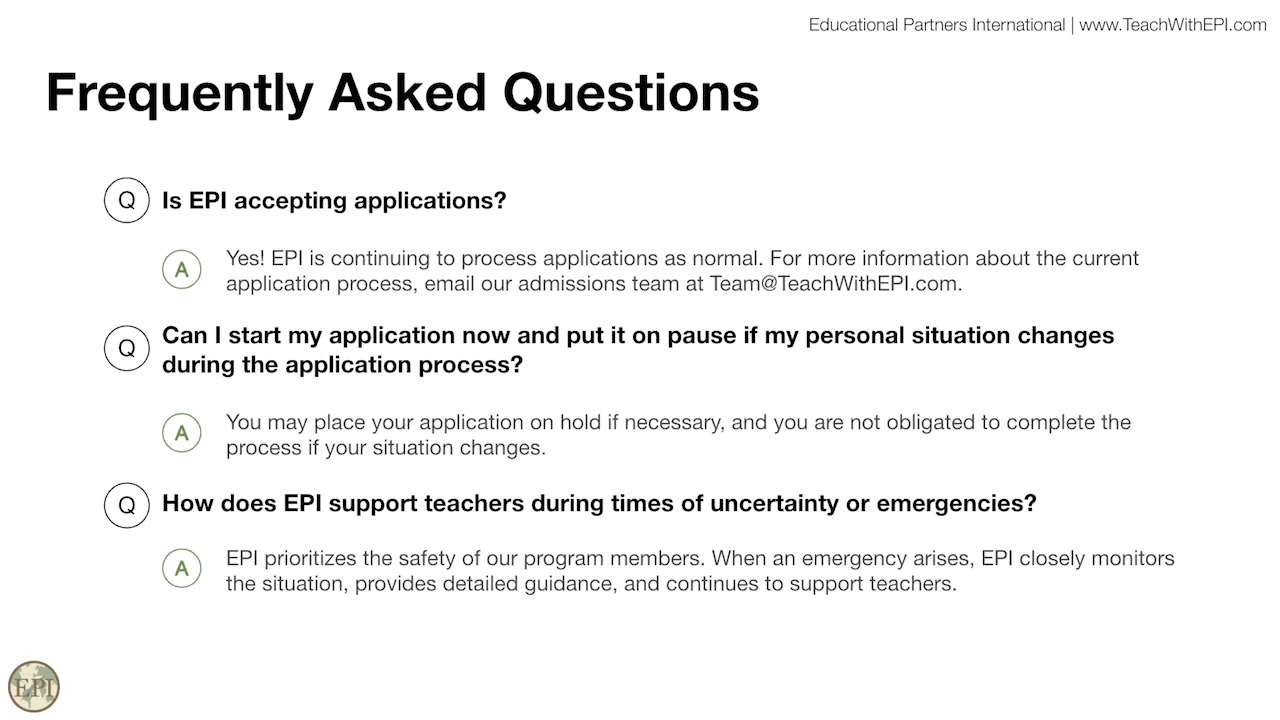 Educational Partners International | www.TeachWithEPI.com
Frequently Asked Questions
Q Is EPI accepting applications?
A Yes! EPI is continuing to process applications as normal. For more information about the current
application process, email our admissions team at Team@TeachWithEPI.com.
Q Can I start my application now and put it on pause if my personal situation changes
during the application process?
A You may place your application on hold if necessary, and you are not obligated to complete the
process if your situation changes.
Q How does EPI support teachers during times of uncertainty or emergencies?
A EPI prioritizes the safety of our program members. When an emergency arises, EPI closely monitors
the situation, provides detailed guidance, and continues to support teachers.
EPI